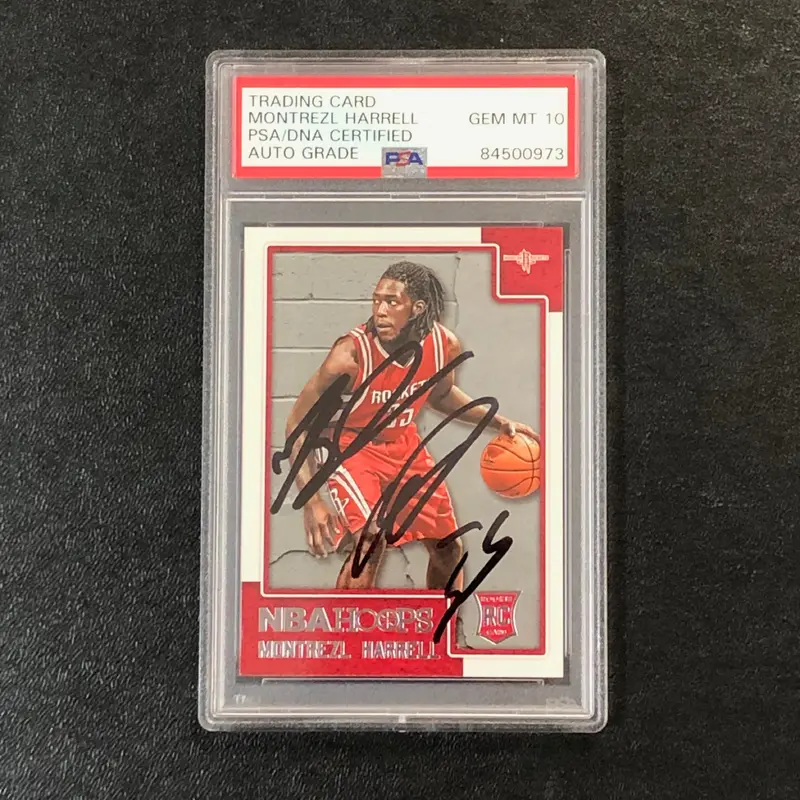 TRADING CARD
MONTREZL HARRELL GEM MT 10
PSA/DNA CERTIFIED
AUTO GRADE PSA 84500973
ROCKETS
35
NBA HOOPS
RC
MONTREZL HARRELL